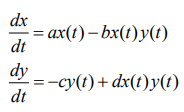 dx/dt = ax(t) − bx(t)y(t)
dy/dt = −cy(t) + dx(t)y(t)